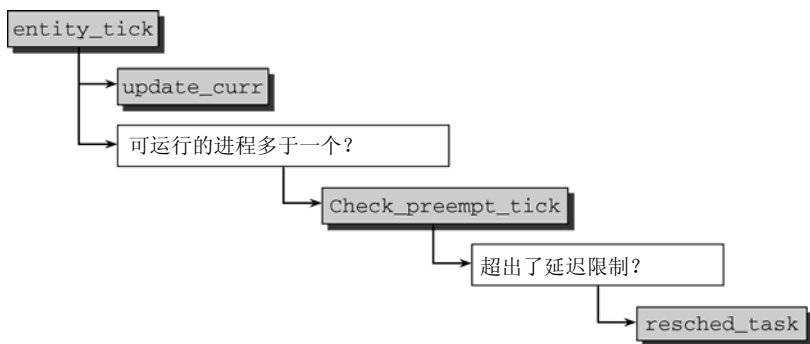 entity_tick
update_curr
可运行的进程多于一个？
Check_preempt_tick
超出了延迟限制？
resched_task